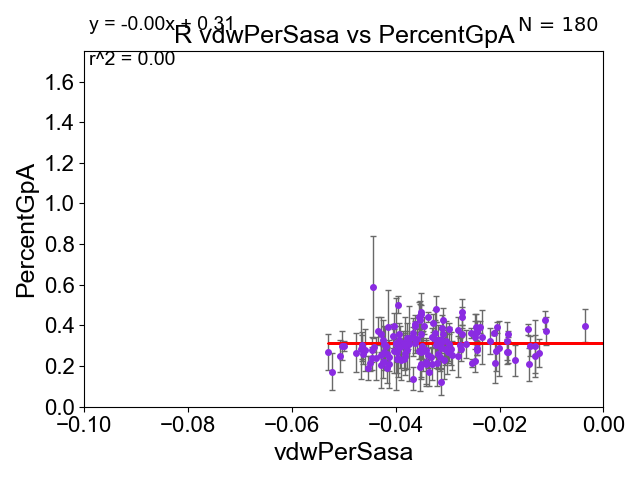 y = -0.00x + 0.31
N = 180
R vdwPerSasa vs PercentGpA
r^2 = 0.00
1.6
1.4
1.2
1.0
0.8
0.6
0.4
0.2
0.0
PercentGpA
−0.10
−0.08
−0.06
−0.04
−0.02
0.00
vdwPerSasa